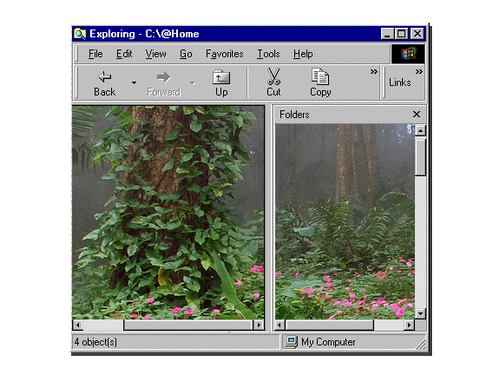 Exploring - C:\@Home
File Edit View Go Favorites Tools Help
Back Forward Up Cut Copy » Links »
Folders
4 object(s) My Computer